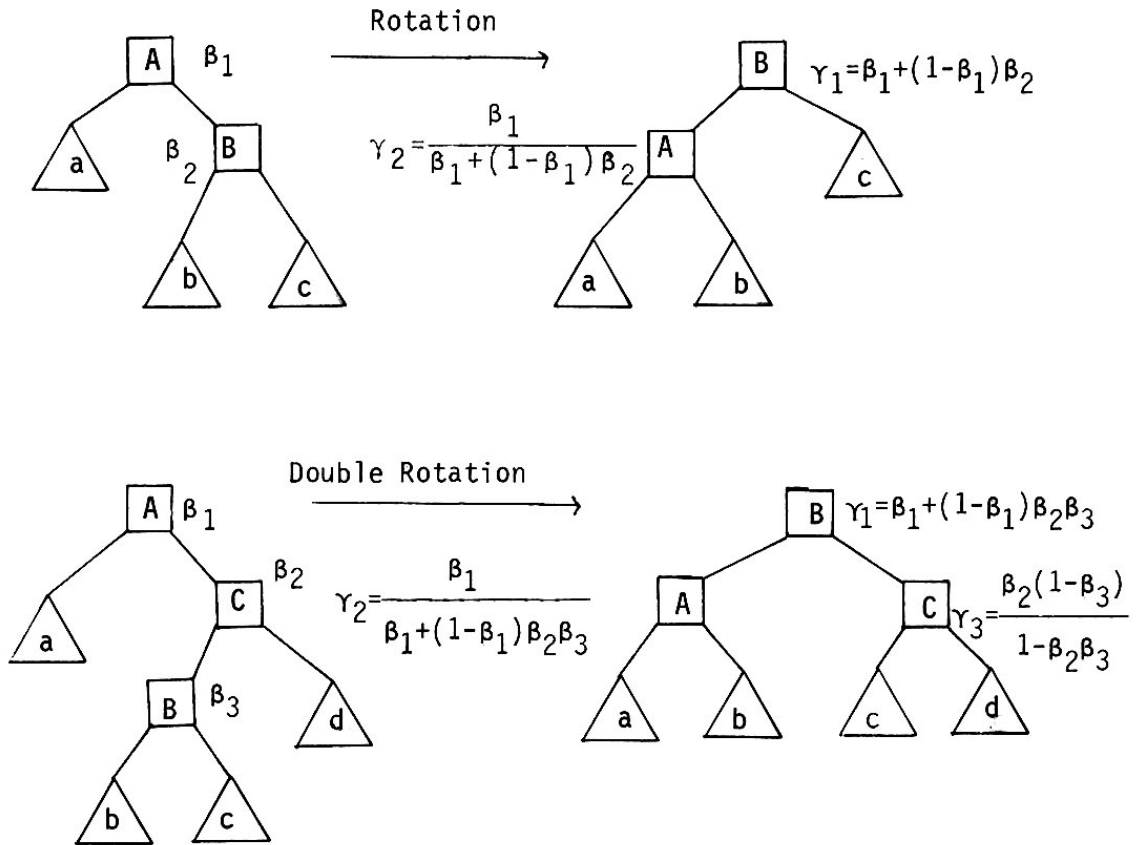 Rotation
A β₁
B γ₁=β₁+(1-β₁)β₂
a β₂ B
γ₂=β₁/(β₁+(1-β₁)β₂) A
c
b c
a b
Double Rotation
A β₁
B γ₁=β₁+(1-β₁)β₂β₃
C β₂
γ₂=β₁/(β₁+(1-β₁)β₂β₃)
A
C γ₃=β₂(1-β₃)/(1-β₂β₃)
a
B β₃
d
a b c d
b c